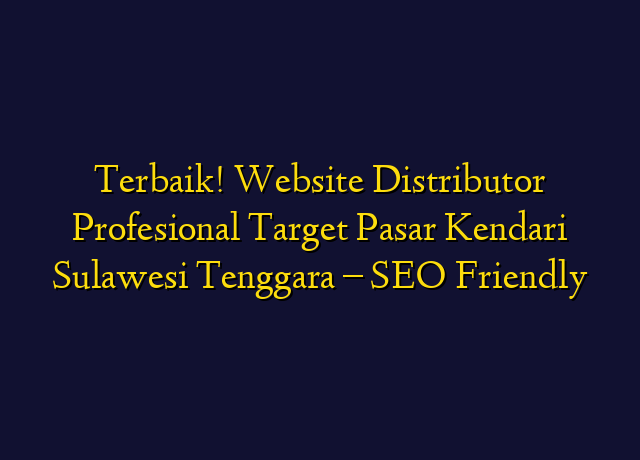 Terbaik! Website Distributor
Profesional Target Pasar Kendari
Sulawesi Tenggara – SEO Friendly